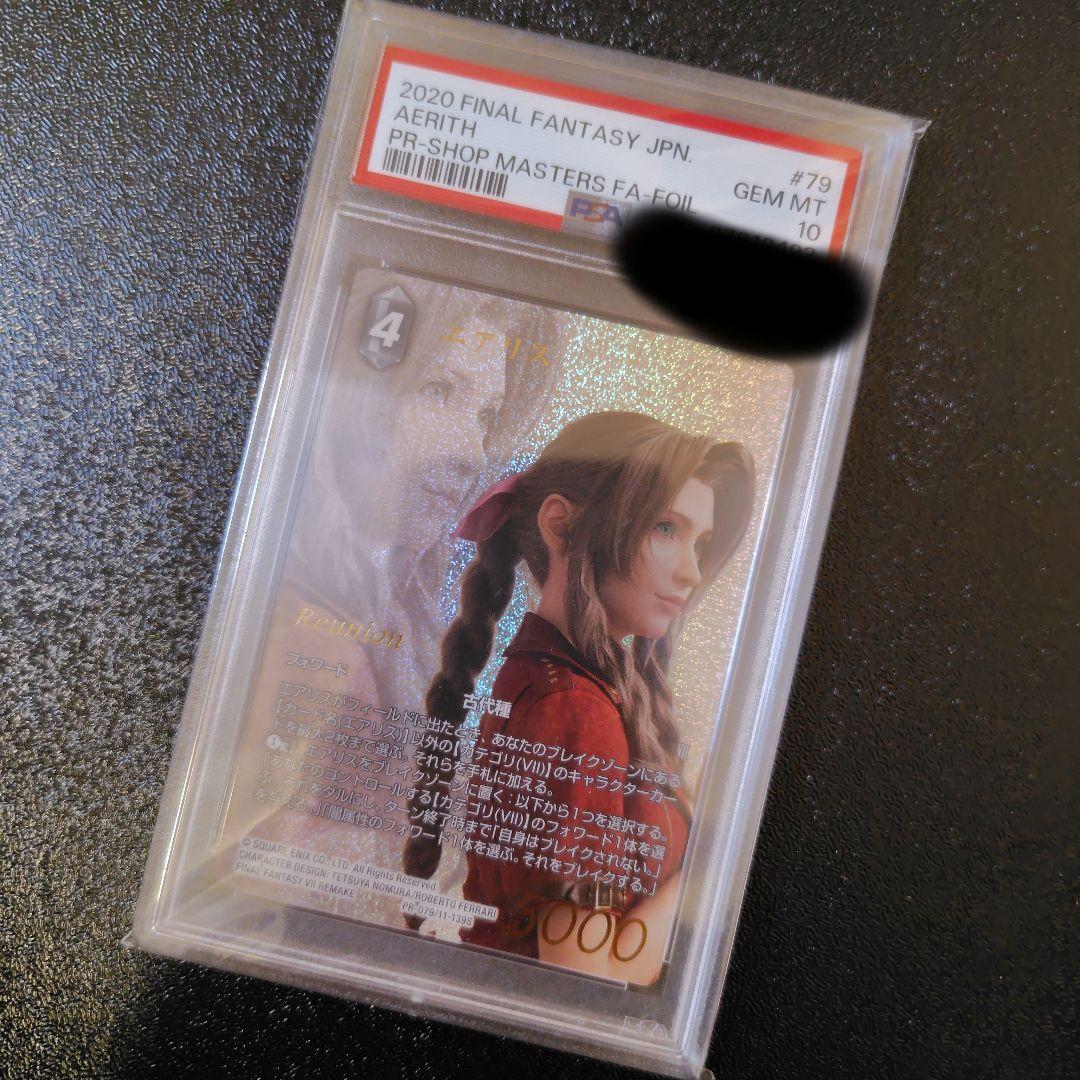 2020 FINAL FANTASY JPN.
#79
AERITH
GEM MT
PR-SHOP MASTERS FA-FOIL
10
PSA
4
エアリス
Reunion
フォワード
古代種
VII
エアリスがフィールドに出たとき、あなたのブレイクゾーンにある
【カード名(エアリス)】以外の【カテゴリ(VII)】のキャラクターカー
ドを最大2枚まで選ぶ。それらを手札に加える。
、エアリスをブレイクゾーンに置く:以下から1つを選択する。
「あなたのコントロールする【カテゴリ(VII)】のフォワード1体を選
ぶ。それをダルにし、ターン終了時まで「自身はブレイクされない。」
を与える。」「闇属性のフォワード1体を選ぶ。それをブレイクする。」
© SQUARE ENIX CO., LTD. All Rights Reserved.
CHARACTER DESIGN: TETSUYA NOMURA/ROBERTO FERRARI
FINAL FANTASY VII REMAKE
PR-079/11-139S
8000